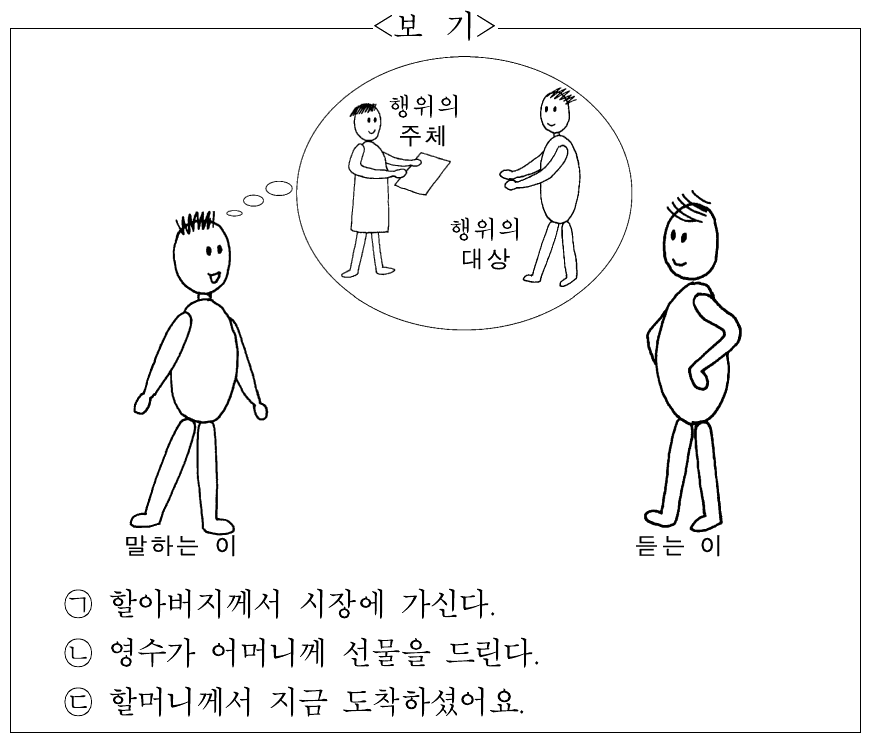 <보 기>
행위의
주체
행위의
대상
말하는 이
듣는 이
㉠ 할아버지께서 시장에 가신다.
㉡ 영수가 어머니께 선물을 드린다.
㉢ 할머니께서 지금 도착하셨어요.